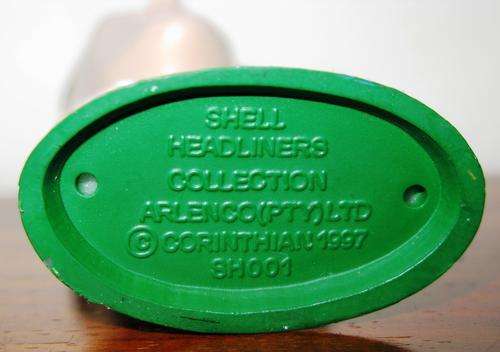 SHELL
HEADLINERS
COLLECTION
ARLENCO(PTY)LTD
© CORINTHIAN 1997
SH001